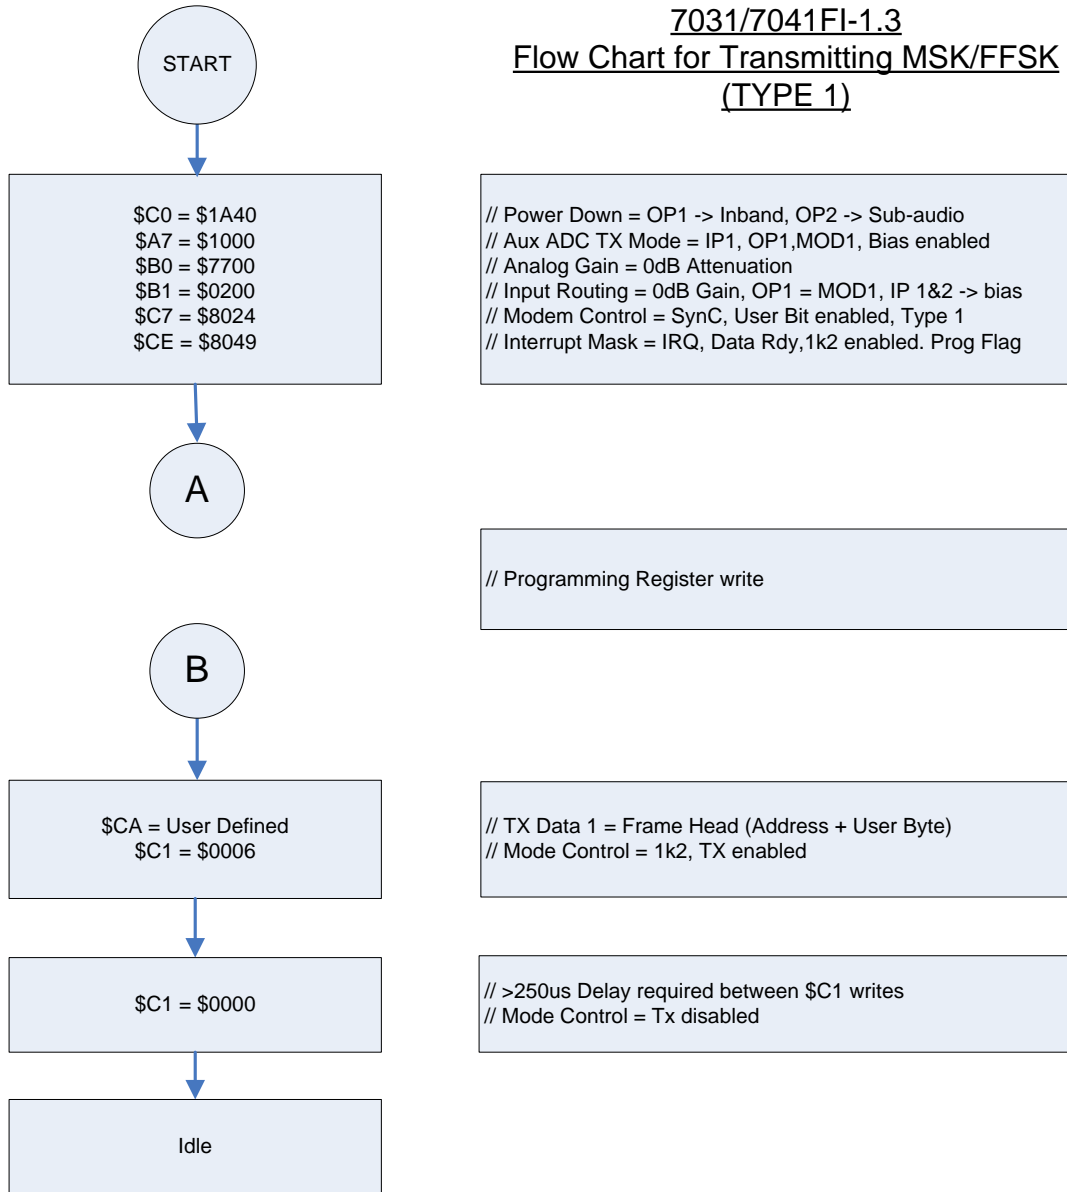 7031/7041FI-1.3
Flow Chart for Transmitting MSK/FFSK
(TYPE 1)
START
$C0 = $1A40
$A7 = $1000
$B0 = $7700
$B1 = $0200
$C7 = $8024
$CE = $8049
// Power Down = OP1 -> Inband, OP2 -> Sub-audio
// Aux ADC TX Mode = IP1, OP1,MOD1, Bias enabled
// Analog Gain = 0dB Attenuation
// Input Routing = 0dB Gain, OP1 = MOD1, IP 1&2 -> bias
// Modem Control = SynC, User Bit enabled, Type 1
// Interrupt Mask = IRQ, Data Rdy,1k2 enabled. Prog Flag
A
// Programming Register write
B
$CA = User Defined
$C1 = $0006
// TX Data 1 = Frame Head (Address + User Byte)
// Mode Control = 1k2, TX enabled
$C1 = $0000
// >250us Delay required between $C1 writes
// Mode Control = Tx disabled
Idle